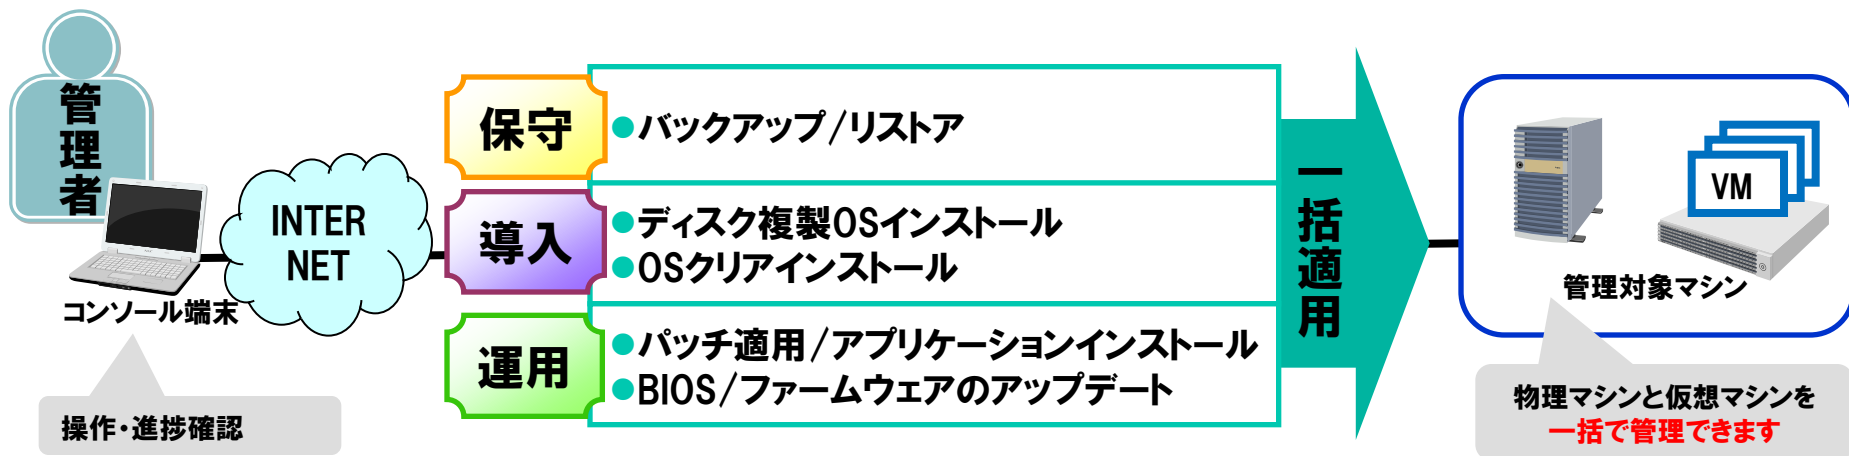 管理者
コンソール端末
操作・進捗確認
INTER
NET
保守
●バックアップ/リストア
導入
●ディスク複製OSインストール
●OSクリアインストール
運用
●パッチ適用/アプリケーションインストール
●BIOS/ファームウェアのアップデート
一括適用
VM
管理対象マシン
物理マシンと仮想マシンを
一括で管理できます